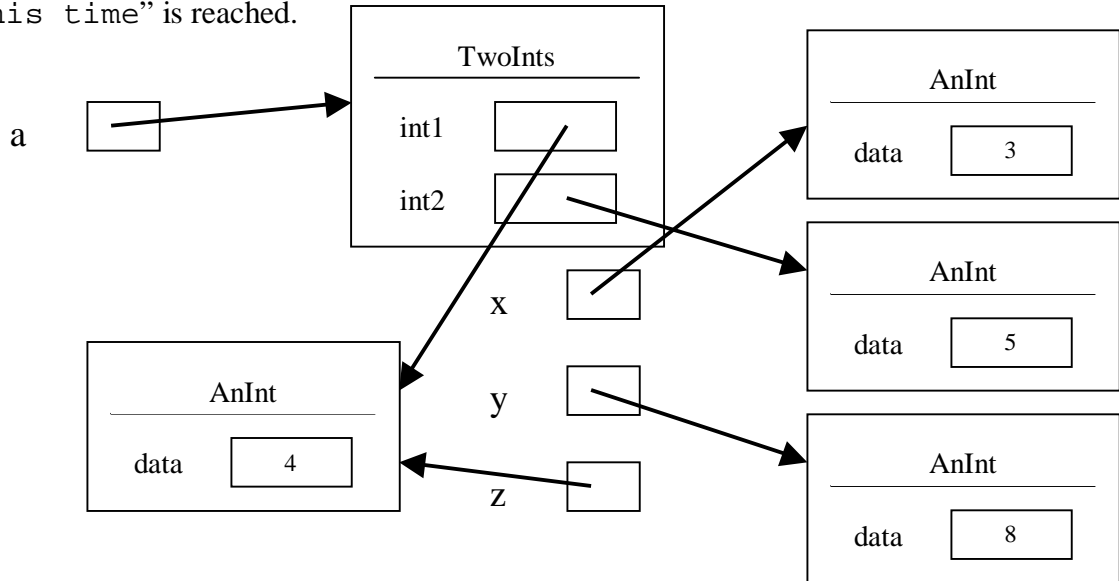 his time” is reached.
TwoInts
a
int1
int2
AnInt
data 3
AnInt
data 5
x
AnInt
data 4
y
z
AnInt
data 8